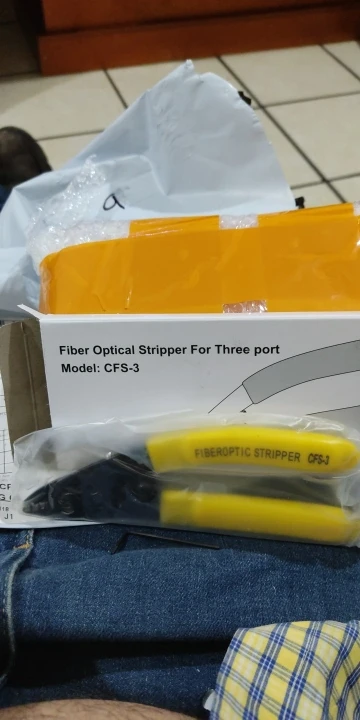 a
Fiber Optical Stripper For Three port
Model: CFS-3
FIBEROPTIC STRIPPER CFS-3